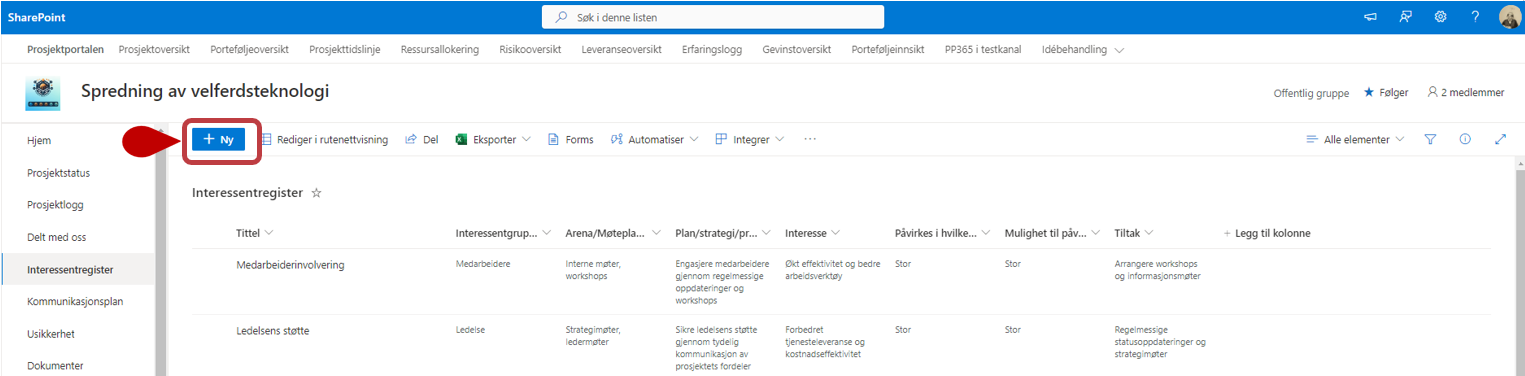 SharePoint
Søk i denne listen
?
Prosjektportalen Prosjektoversikt Porteføljeoversikt Prosjekttidslinje Ressursallokering Risikooversikt Leveranseoversikt Erfaringslogg Gevinstoversikt Porteføljeinnsikt PP365 i testkanal Idébehandling
Spredning av velferdsteknologi
Offentlig gruppe ★ Følger 2 medlemmer
Hjem
Prosjektstatus
Prosjektlogg
Delt med oss
Interessentregister
Kommunikasjonsplan
Usikkerhet
Dokumenter
+ Ny Rediger i rutenettvisning Del Eksporter Forms Automatiser Integrer ··· Alle elementer
Interessentregister ☆
Tittel Interessentgrup... Arena/Møtepla... Plan/strategi/pr... Interesse Påvirkes i hvilke... Mulighet til påv... Tiltak + Legg til kolonne
Medarbeiderinvolvering
Medarbeidere
Interne møter,
workshops
Engasjere medarbeidere
gjennom regelmessige
oppdateringer og
workshops
Økt effektivitet og bedre
arbeidsverktøy
Stor
Stor
Arrangere workshops
og informasjonsmøter
Ledelsens støtte
Ledelse
Strategimøter,
ledermøter
Sikre ledelsens støtte
gjennom tydelig
kommunikasjon av
prosjektets fordeler
Forbedret
tjenesteleveranse og
kostnadseffektivitet
Stor
Stor
Regelmessige
statusoppdateringer og
strategimøter